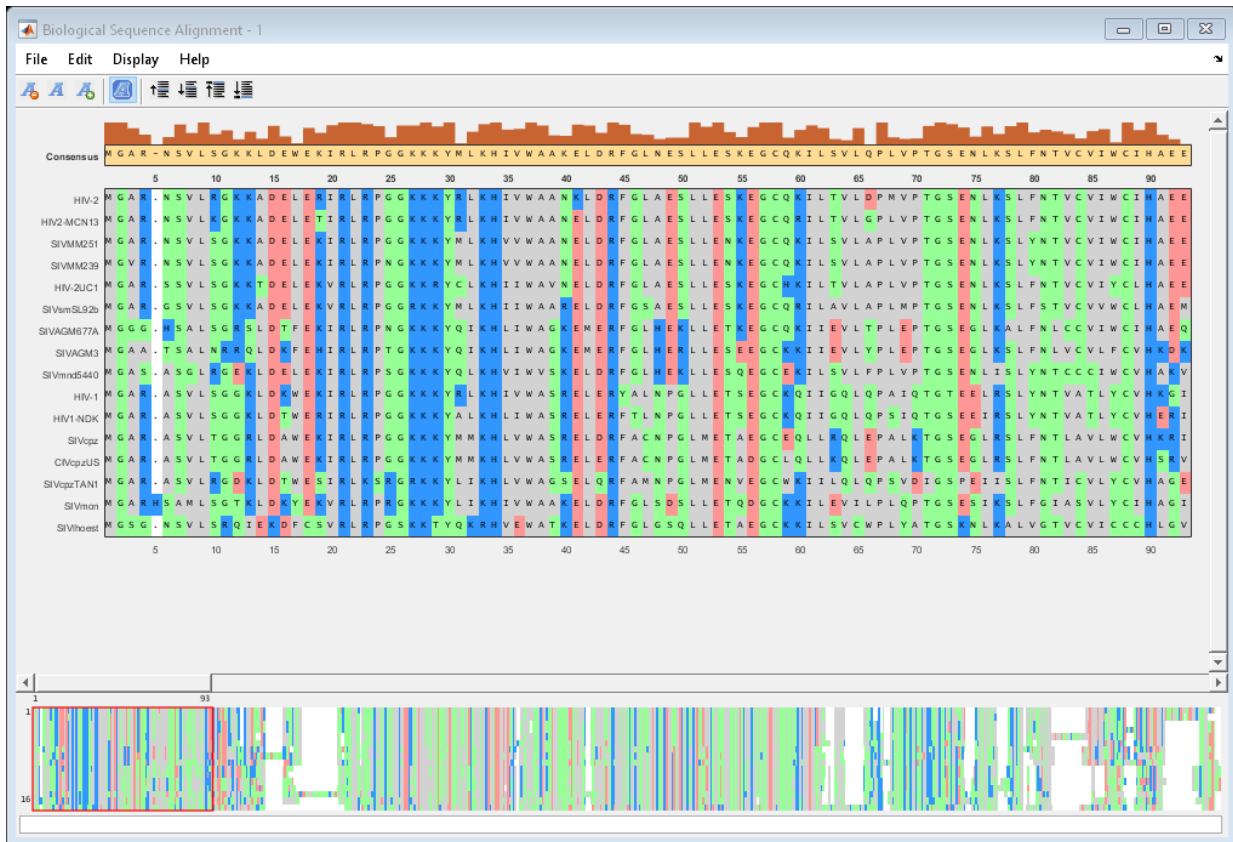 Biological Sequence Alignment - 1
File Edit Display Help
Consensus M G A R - N S V L S G K K L D E W E K I R L R P G G K K K Y M L K H I V W A A K E L D R F G L N E S L L E S K E G C Q K I L S V L Q P L V P T G S E N L K S L F N T V C V I W C I H A E E
5 10 15 20 25 30 35 40 45 50 55 60 65 70 75 80 85 90
HIV-2 M G A R . N S V L R G K K A D E L E R I R L R P G G K K K Y R L K H I V W A A N K L D R F G L A E S L L E S K E G C Q K I L T V L D P M V P T G S E N L K S L F N T V C V I W C I H A E E
HIV2-MCN13 M G A R . N S V L K G K K A D E L E T I R L R P G G K K K Y R L K H I V W A A N E L D R F G L A E S L L E S K E G C Q R I L T V L G P L V P T G S E N L K S L F N T V C V I W C I H A E E
SIVMM251 M G A R . N S V L S G K K A D E L E K I R L R P G G K K K Y M L K H V V W A A N E L D R F G L A E S L L E N K E G C Q K I L S V L A P L V P T G S E N L K S L Y N T V C V I W C I H A E E
SIVMM239 M G V R . N S V L S G K K A D E L E K I R L R P N G K K K Y M L K H V V W A A N E L D R F G L A E S L L E N K E G C Q K I L S V L A P L V P T G S E N L K S L Y N T V C V I W C I H A E E
HIV-2UC1 M G A R . S S V L S G K K T D E L E K V R L R P G G K K R Y C L K H I I W A V N E L D R F G L A E S L L E S K E G C H K I L T V L A P L V P T G S E N L K S L F N T V C V I Y C L H A E E
SIVsmSL92b M G A R . G S V L S G K K A D E L E K V R L R P G G R K K Y M L K H I I W A A R E L D R F G S A E S L L E S K E G C Q R I L A V L A P L M P T G S E N L K S L F S T V C V V W C L H A E M
SIVAGM677A M G G G . H S A L S G R S L D T F E K I R L R P N G K K K Y Q I K H L I W A G K E M E R F G L H E K L L E T K E G C Q K I I E V L T P L E P T G S E G L K A L F N L C C V I W C I H A E Q
SIVAGM3 M G A A . T S A L N R R Q L D K F E H I R L R P T G K K K Y Q I K H L I W A G K E M E R F G L H E R L L E S E E G C K K I I E V L Y P L E P T G S E G L K S L F N L V C V L F C V H K D K
SIVmnd5440 M G A S . A S G L R G E K L D E L E K I R L R P G G K K K Y Q L K H V I W V S K E L D R F G L H E K L L E S Q E G C E K I L S V L F P L V P T G S E N L I S L Y N T C C C I W C V H A K V
HIV-1 M G A R . A S V L S G G K L D K W E K I R L R P G G K K K Y R L K H I V W A S R E L E R Y A L N P G L L E T S E G C K Q I I G Q L Q P A I Q T G T E E L R S L Y N T V A T L Y C V H K G I
HIV1-NDK M G A R . A S V L S G G K L D T W E R I R L R P G G K K K Y A L K H L I W A S R E L E R F T L N P G L L E T S E G C K Q I I G Q L Q P S I Q T G S E E I R S L Y N T V A T L Y C V H E R I
SIVcpz M G A R . A S V L T G G R L D A W E K I R L R P G G K K K Y M M K H L V W A S R E L D R F A C N P G L M E T A E G C E Q L L R Q L E P A L K T G S E G L R S L F N T L A V L W C V H K R I
CIVcpzUS M G A R . A S V L T G G R L D A W E K I R L R P G G K K K Y M M K H L V W A S R E L E R F A C N P G L M E T A D G C L Q L L K Q L E P A L K T G S E G L R S L F N T L A V L W C V H S R V
SIVcpzTAN1 M G A R . A S V L R G D K L D T W E S I R L K S R G R K K Y L I K H L V W A G S E L Q R F A M N P G L M E N V E G C W K I I L Q L Q P S V D I G S P E I I S L F N T I C V L Y C V H A G E
SIVmon M G A R H S A M L S G T K L D Y E K V R L R P R G K K K Y L I K H I V W A A K E L D R F G L S D S L L E T Q D G C K K I L E V I L P L Q P T G S E S I K S L F G I A S V L Y C I H A G I
SIVlhoest M G S G . N S V L S R Q I E K D F C S V R L R P G S K K T Y Q K R H V E W A T K E L D R F G L G S Q L L E T A E G C K K I L S V C W P L Y A T G S K N L K A L V G T V C V I C C C H L G V
5 10 15 20 25 30 35 40 45 50 55 60 65 70 75 80 85 90
1 93
1
16